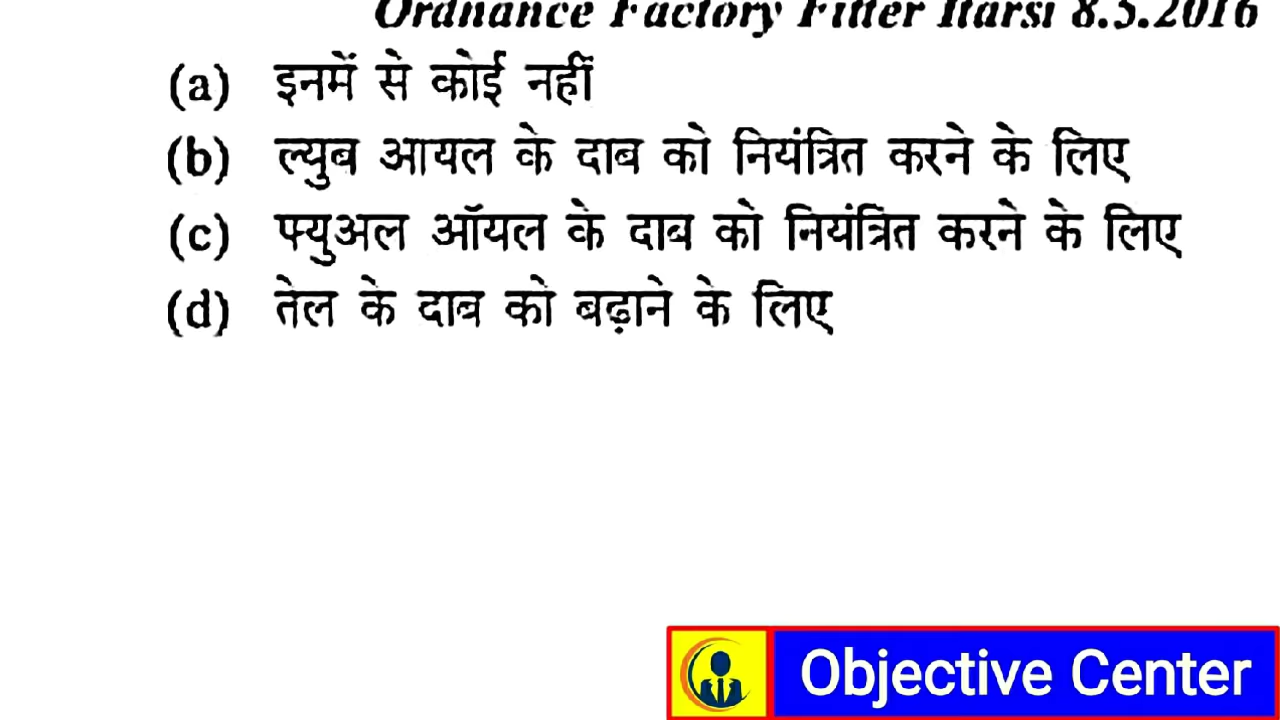 Ordnance Factory Fitter Itarsi 8.5.2016
(a) इनमें से कोई नहीं
(b) ल्युब आयल के दाब को नियंत्रित करने के लिए
(c) फ्युअल ऑयल के दाब को नियंत्रित करने के लिए
(d) तेल के दाब को बढ़ाने के लिए
Objective Center